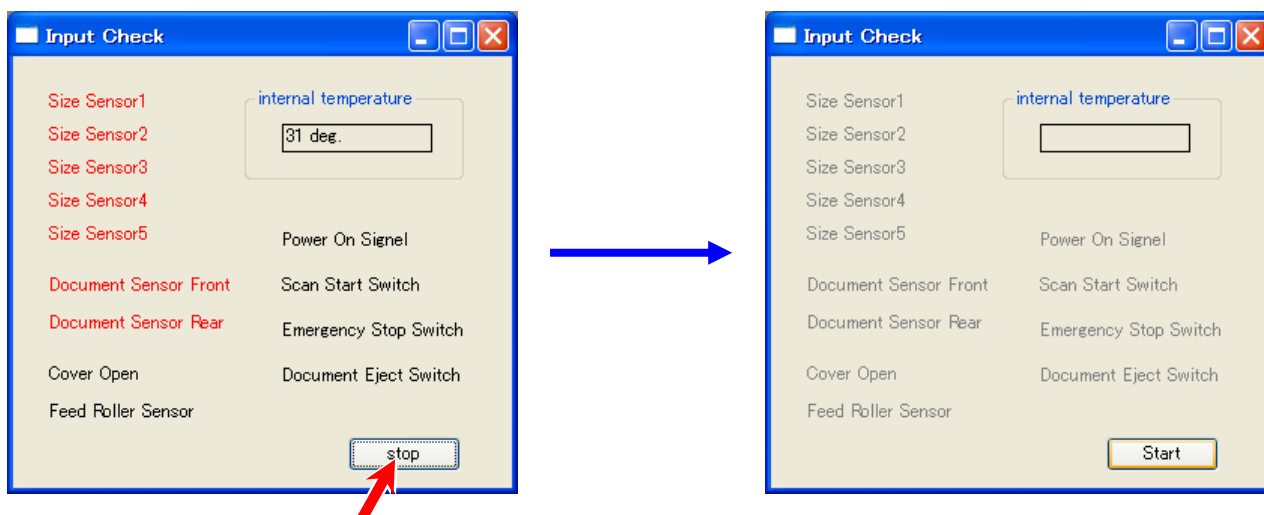 Input Check
Size Sensor1
Size Sensor2
Size Sensor3
Size Sensor4
Size Sensor5
Document Sensor Front
Document Sensor Rear
Cover Open
Feed Roller Sensor
internal temperature
31 deg.
Power On Signel
Scan Start Switch
Emergency Stop Switch
Document Eject Switch
stop
Input Check
Size Sensor1
Size Sensor2
Size Sensor3
Size Sensor4
Size Sensor5
Document Sensor Front
Document Sensor Rear
Cover Open
Feed Roller Sensor
internal temperature
Power On Signel
Scan Start Switch
Emergency Stop Switch
Document Eject Switch
Start